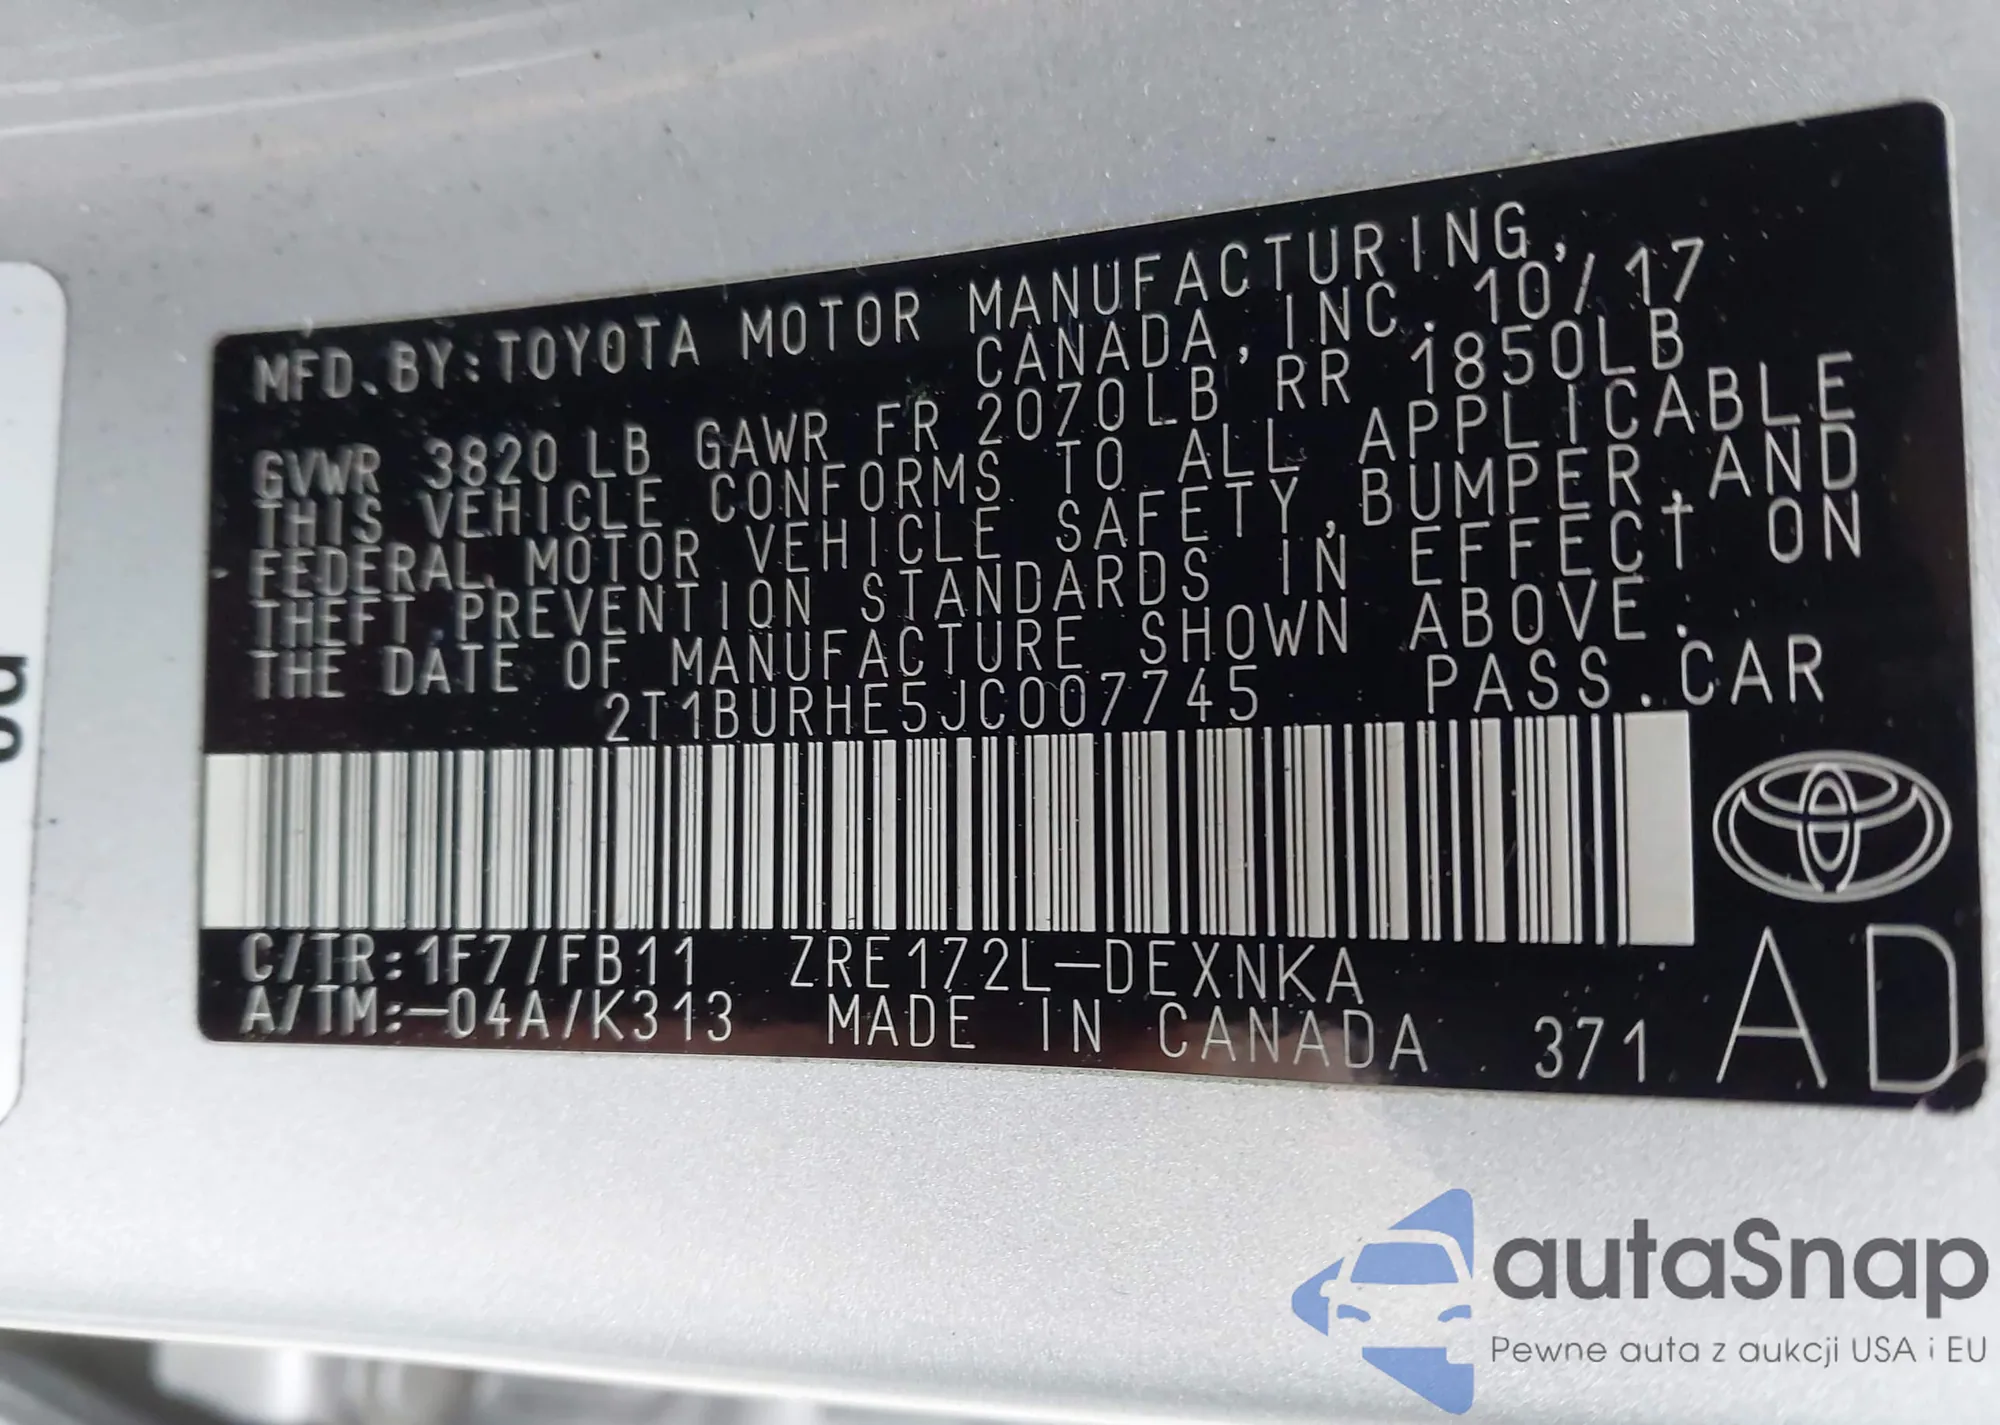 MFD. BY: TOYOTA MOTOR MANUFACTURING,
CANADA, INC. 10/17
GVWR 3820 LB GAWR FR 2070LB RR 1850LB
THIS VEHICLE CONFORMS TO ALL APPLICABLE
FEDERAL MOTOR VEHICLE SAFETY, BUMPER, AND
THEFT PREVENTION STANDARDS IN EFFECT ON
THE DATE OF MANUFACTURE SHOWN ABOVE.
2T1BURHE5JC007745 PASS. CAR
C/TR: 1F7/FB11 ZRE172L-DEXNKA
A/TM: -04A/K313 MADE IN CANADA 371 AD
autaSnap
Pewne auta z aukcji USA i EU